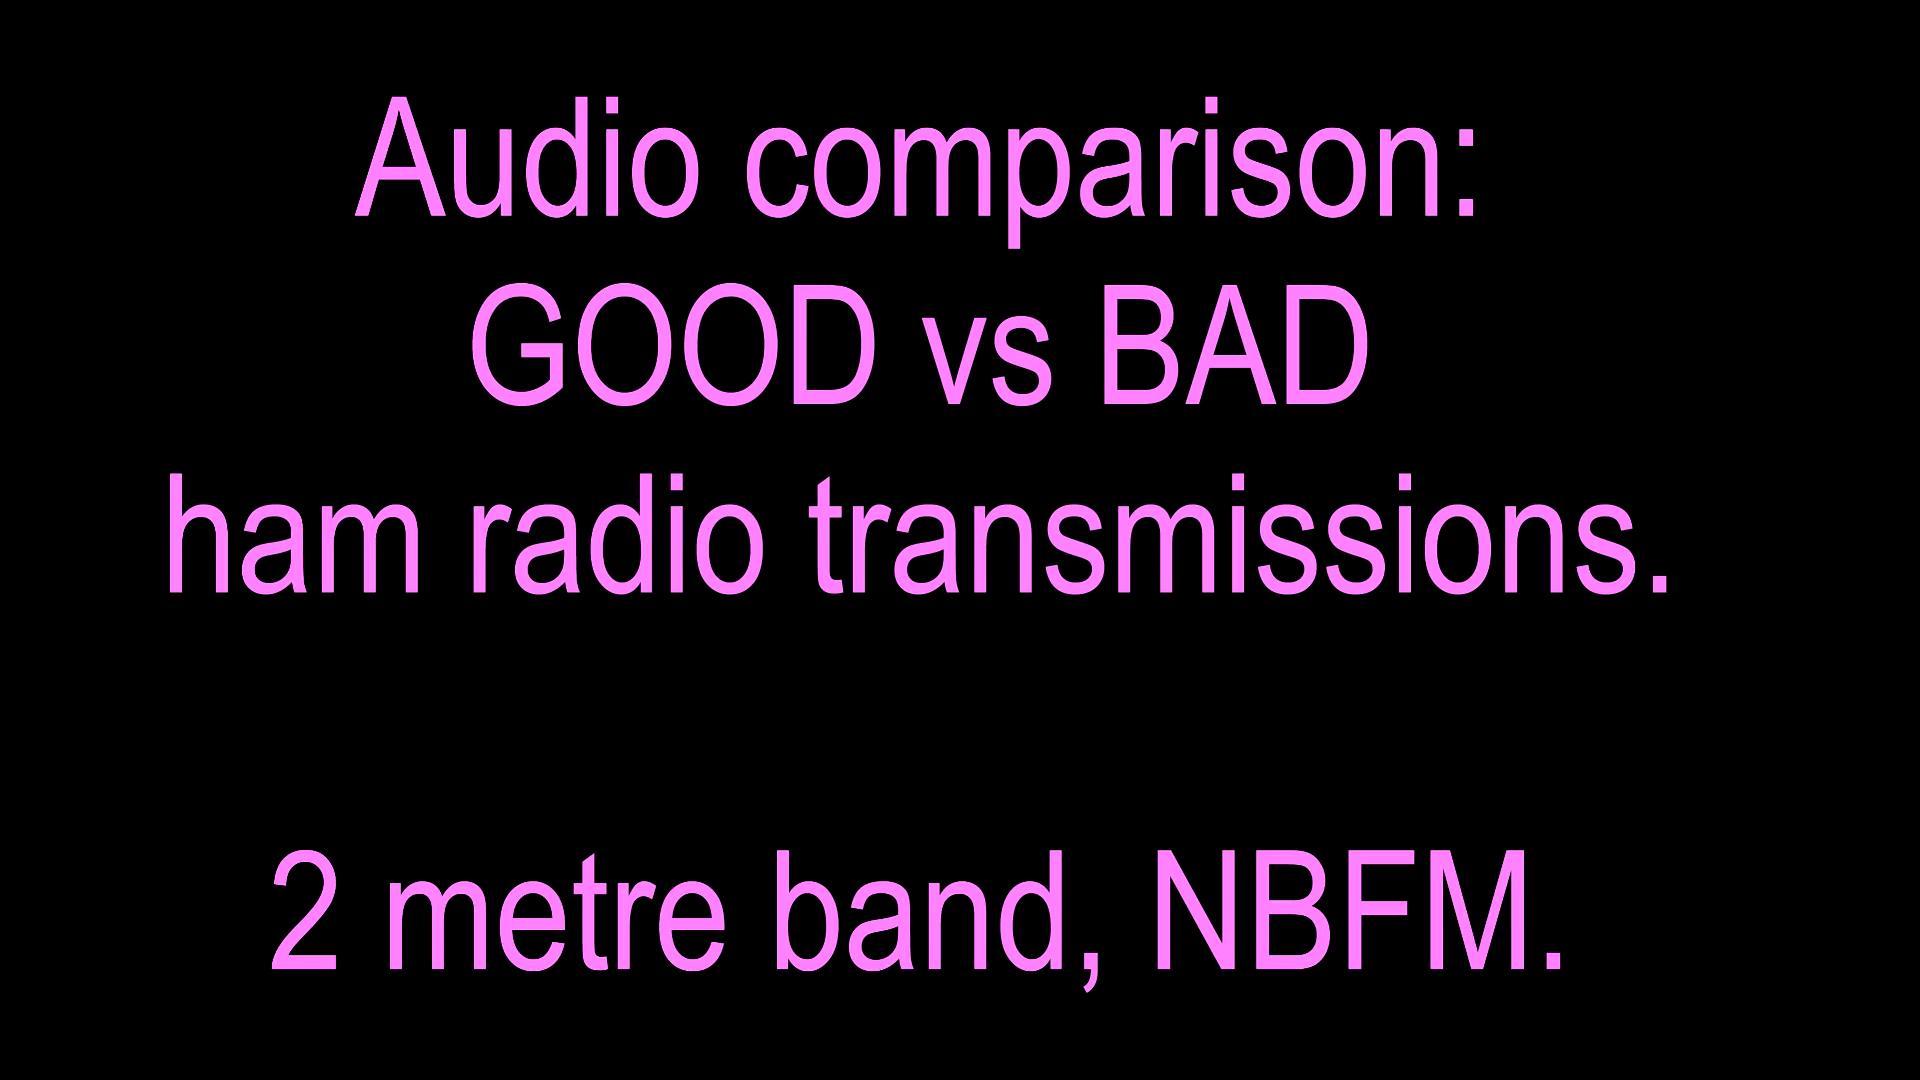 Audio comparison:
GOOD vs BAD
ham radio transmissions.
2 metre band, NBFM.